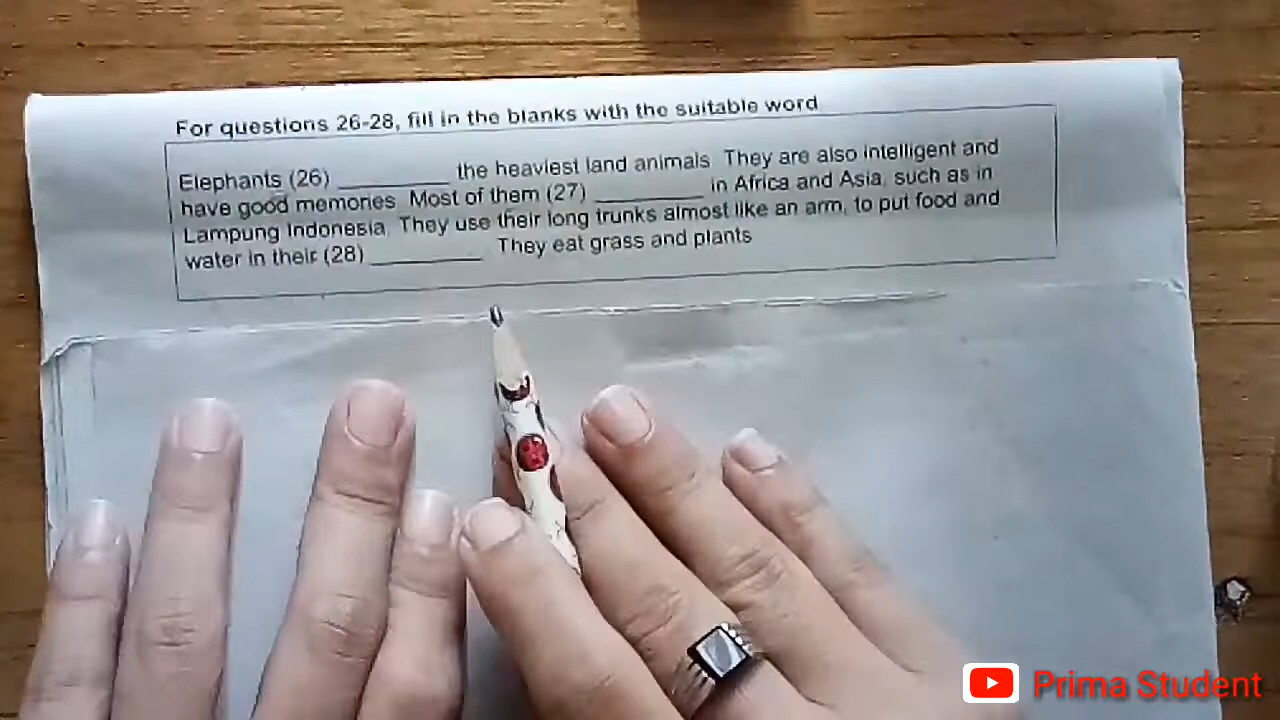 For questions 26-28, fill in the blanks with the suitable word
Elephants (26) __________ the heaviest land animals. They are also intelligent and
have good memories. Most of them (27) __________ in Africa and Asia, such as in
Lampung Indonesia. They use their long trunks almost like an arm, to put food and
water in their (28) __________. They eat grass and plants
Prima Student